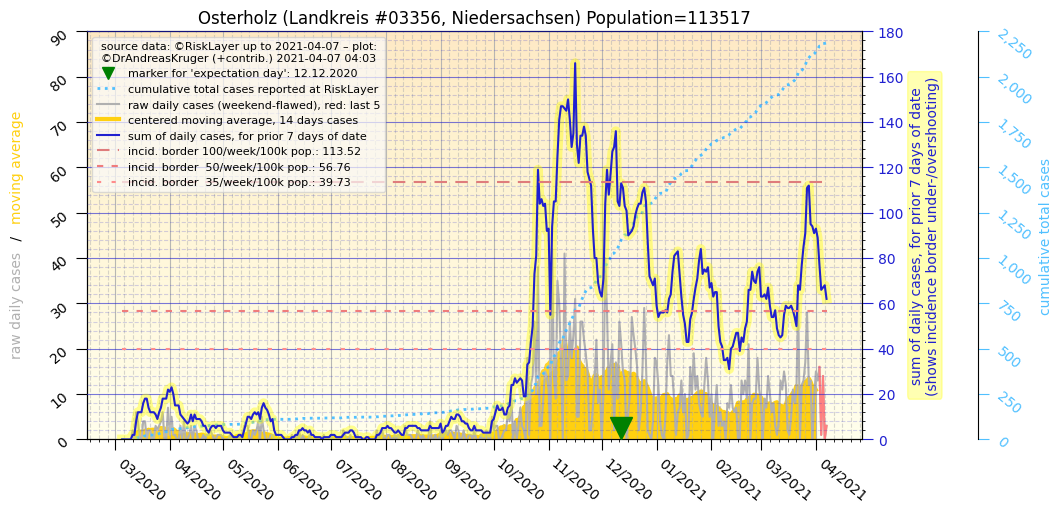 Osterholz (Landkreis #03356, Niedersachsen) Population=113517
source data: ©RiskLayer up to 2021-04-07 – plot:
©DrAndreasKruger (+contrib.) 2021-04-07 04:03
marker for 'expectation day': 12.12.2020
cumulative total cases reported at RiskLayer
raw daily cases (weekend-flawed), red: last 5
centered moving average, 14 days cases
sum of daily cases, for prior 7 days of date
incid. border 100/week/100k pop.: 113.52
incid. border  50/week/100k pop.: 56.76
incid. border  35/week/100k pop.: 39.73
raw daily cases / moving average
90
80
70
60
50
40
30
20
10
0
03/2020
04/2020
05/2020
06/2020
07/2020
08/2020
09/2020
10/2020
11/2020
12/2020
01/2021
02/2021
03/2021
04/2021
180
160
140
120
100
80
60
40
20
0
sum of daily cases, for prior 7 days of date
(shows incidence border under-/overshooting)
2,250
2,000
1,750
1,500
1,250
1,000
750
500
250
0
cumulative total cases